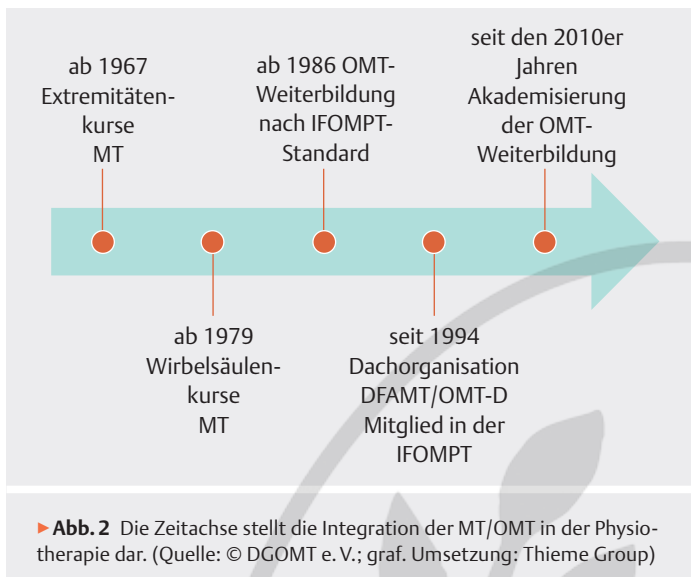 ab 1967
Extremitäten-
kurse
MT
ab 1979
Wirbelsäulen-
kurse
MT
ab 1986 OMT-
Weiterbildung
nach IFOMPT-
Standard
seit 1994
Dachorganisation
DFAMT/OMT-D
Mitglied in der
IFOMPT
seit den 2010er
Jahren
Akademisierung
der OMT-
Weiterbildung
►Abb. 2 Die Zeitachse stellt die Integration der MT/OMT in der Physio-
therapie dar. (Quelle: © DGOMT e. V.; graf. Umsetzung: Thieme Group)